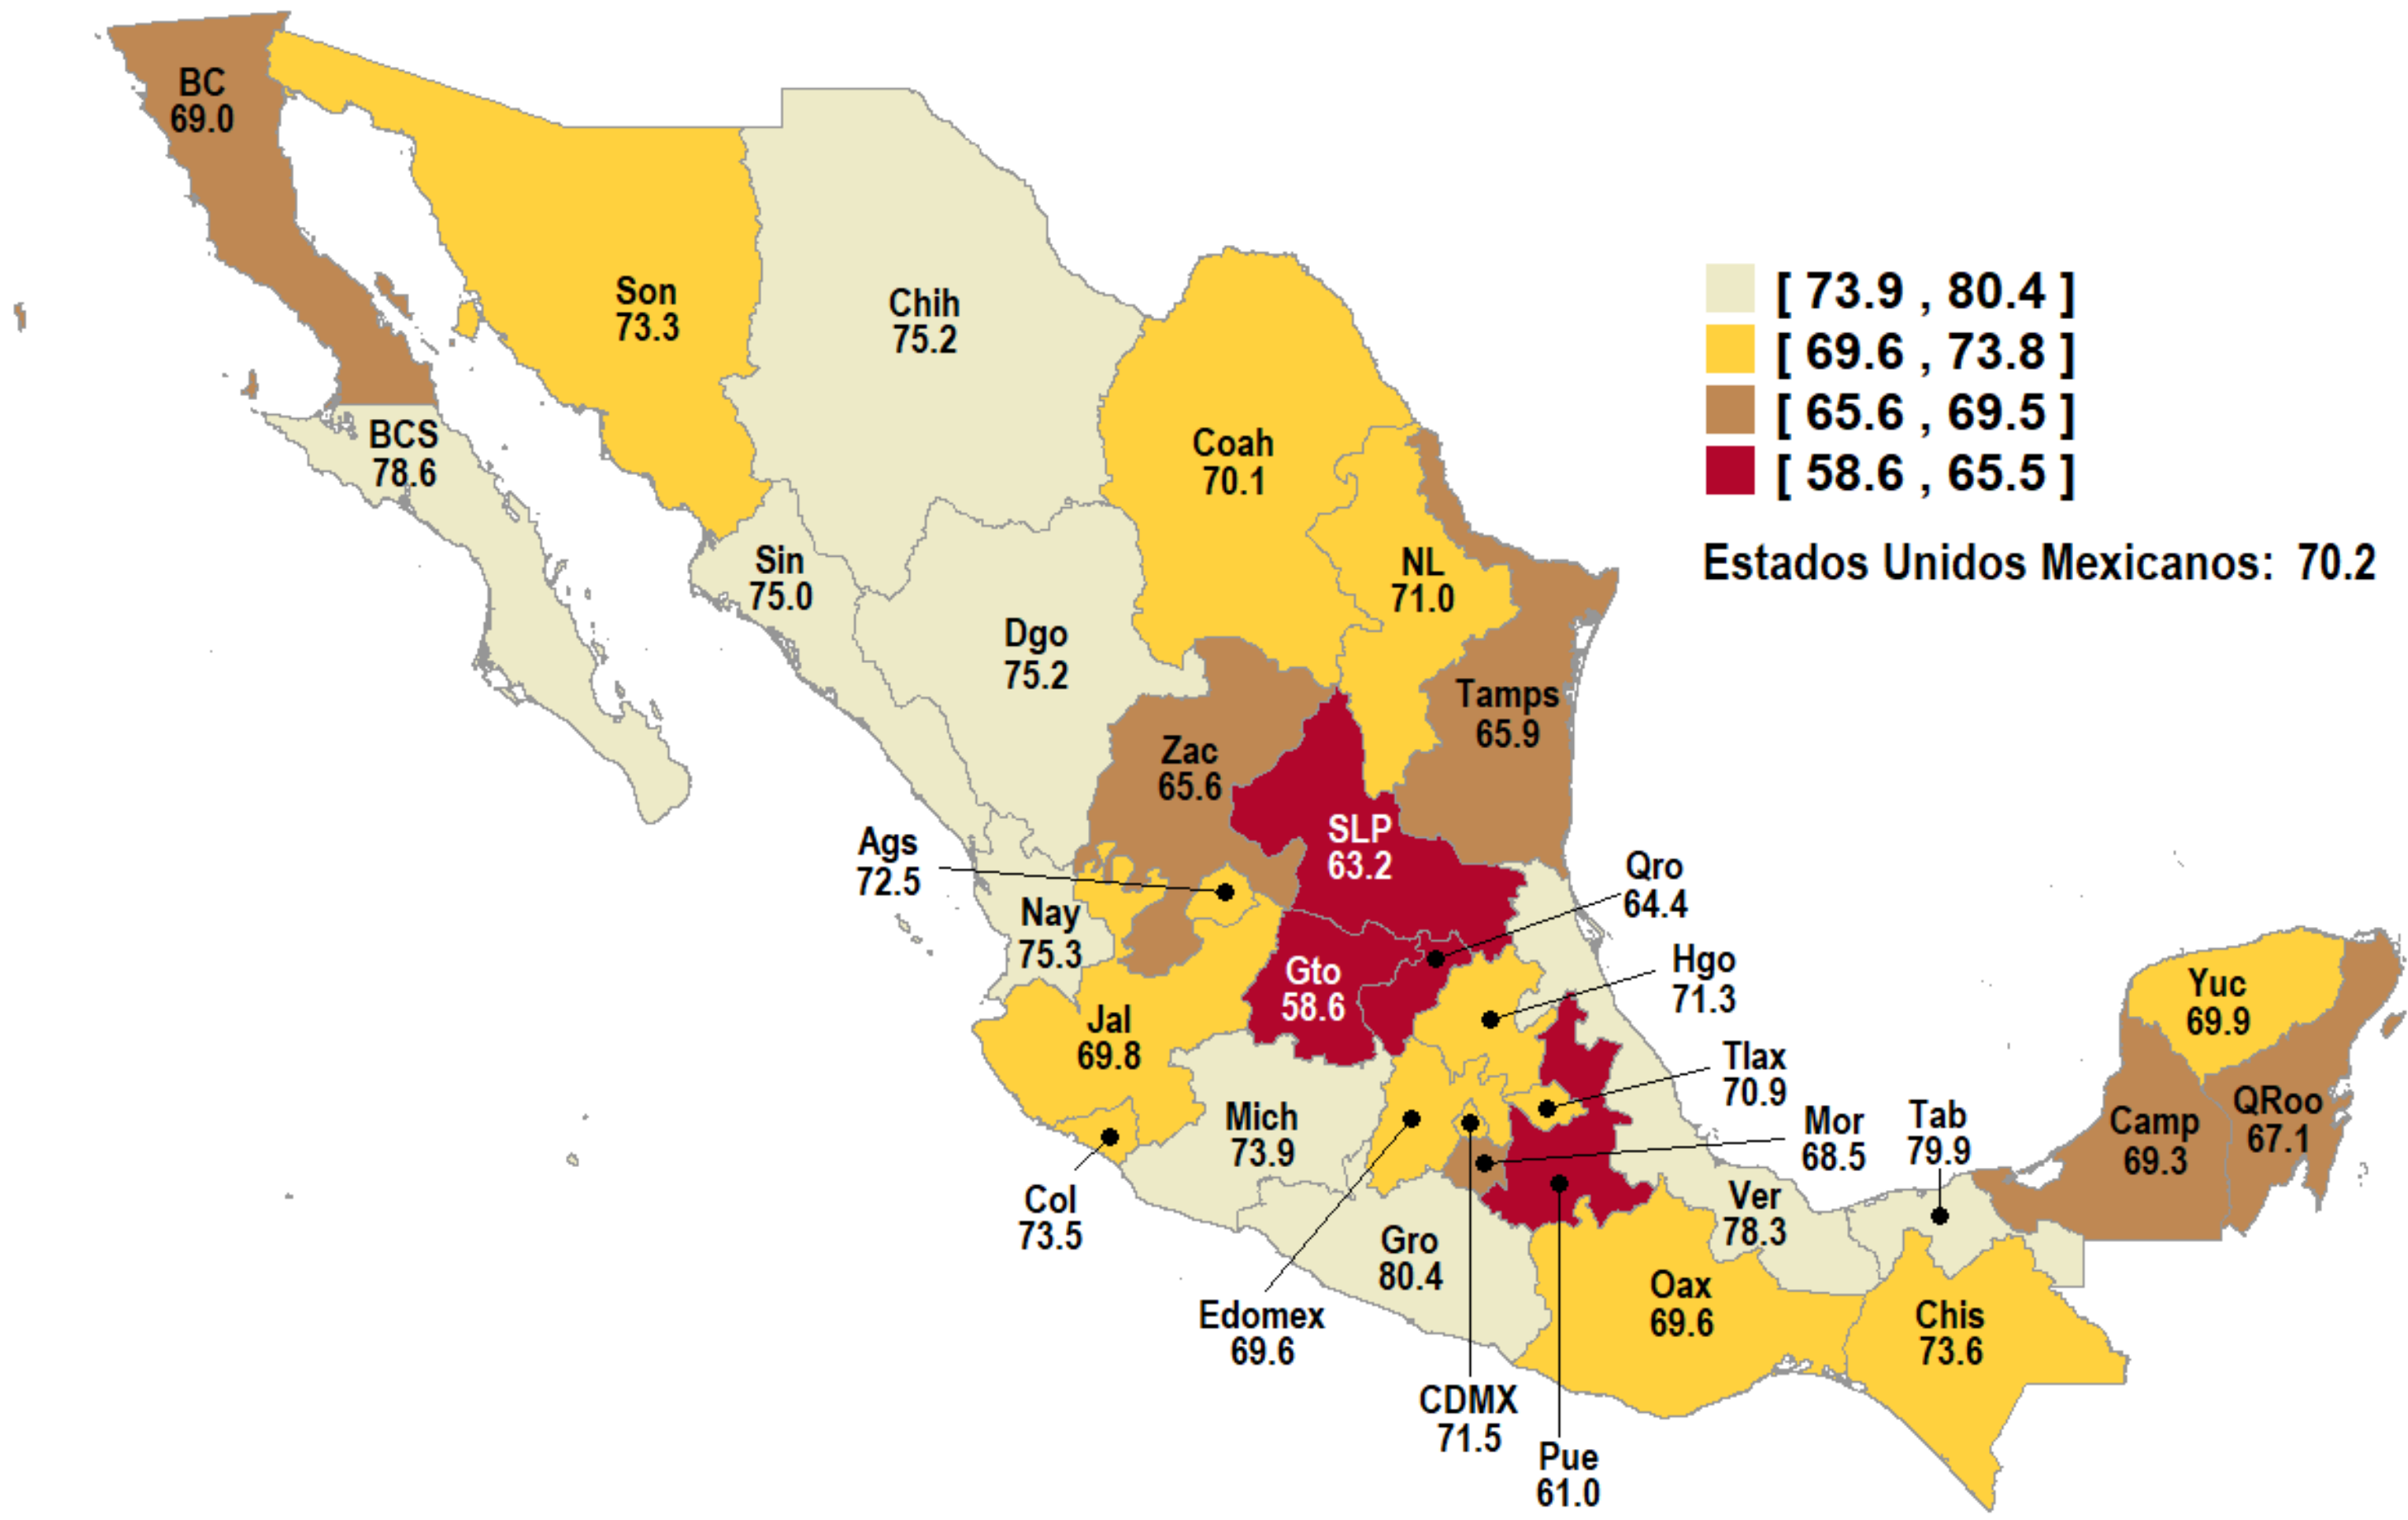 BC
69.0
Son
73.3
Chih
75.2
[ 73.9 , 80.4 ]
[ 69.6 , 73.8 ]
[ 65.6 , 69.5 ]
[ 58.6 , 65.5 ]
Estados Unidos Mexicanos: 70.2
BCS
78.6
Coah
70.1
Sin
75.0
NL
71.0
Dgo
75.2
Tamps
65.9
Zac
65.6
SLP
63.2
Ags
72.5
Qro
64.4
Nay
75.3
Gto
58.6
Hgo
71.3
Yuc
69.9
Jal
69.8
Tlax
70.9
Mich
73.9
Mor
68.5
Tab
79.9
Camp
69.3
QRoo
67.1
Col
73.5
Ver
78.3
Gro
80.4
Oax
69.6
Edomex
69.6
Chis
73.6
CDMX
71.5
Pue
61.0